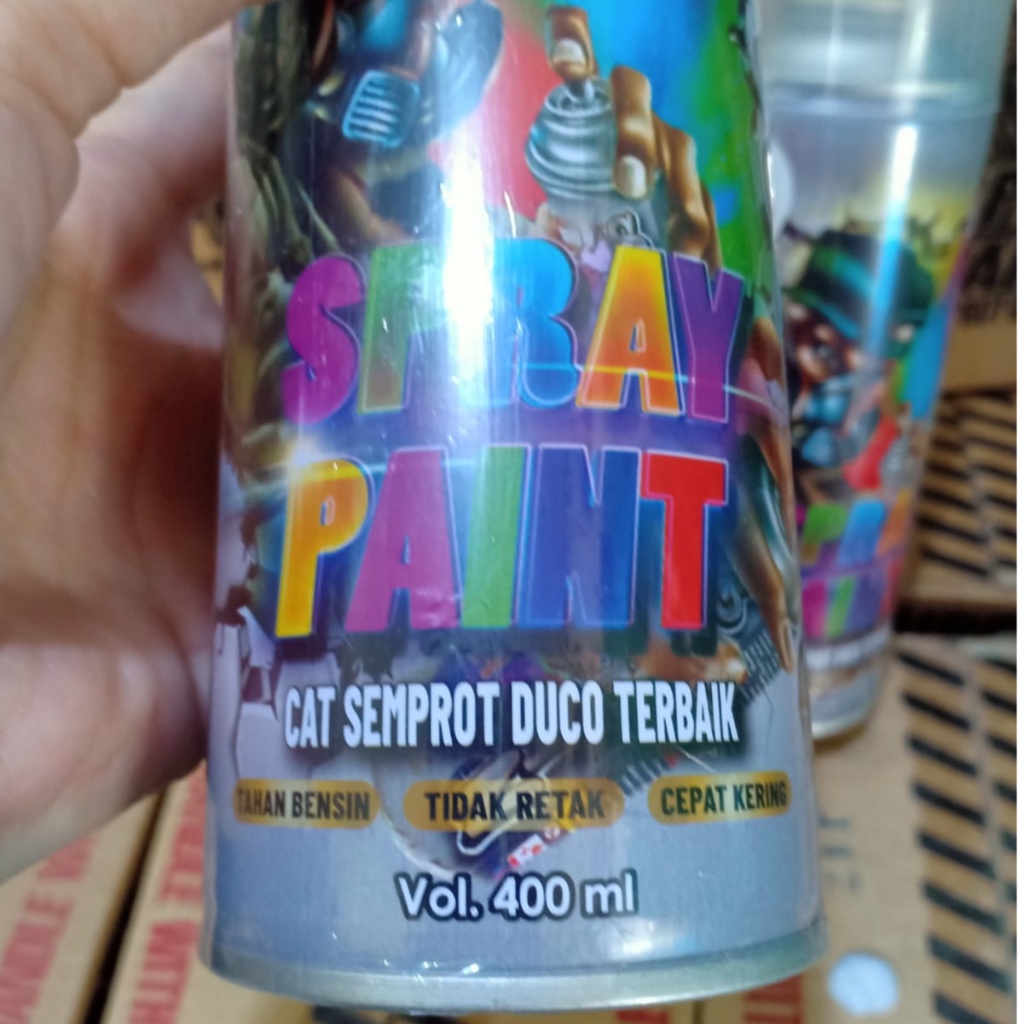 SPRAY
PAINT
CAT SEMPROT DUCO TERBAIK
TAHAN BENSIN
TIDAK RETAK
CEPAT KERING
Vol. 400 ml